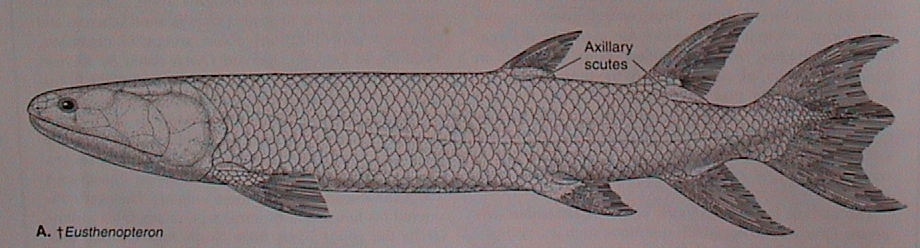 Axillary
scutes
A. †Eusthenopteron